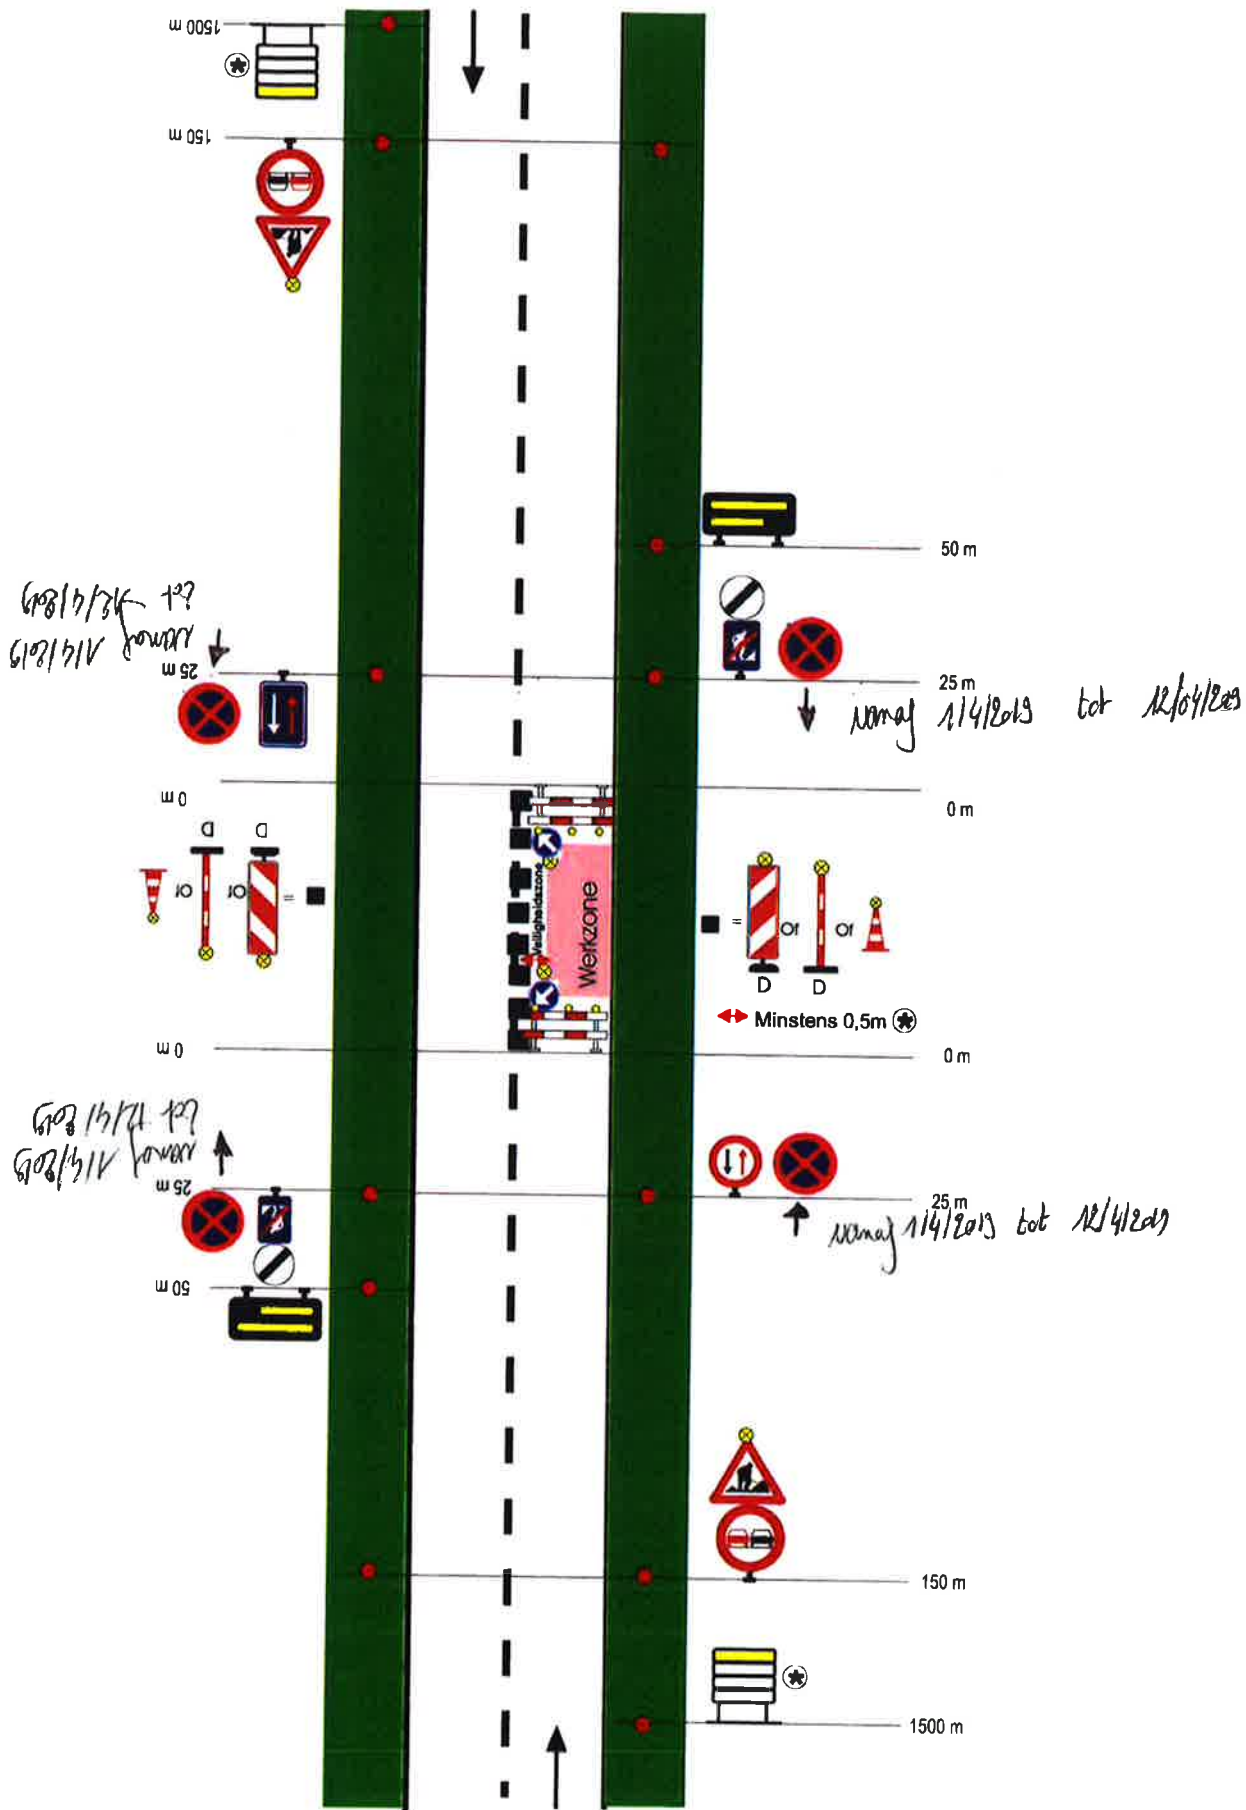 1500 m
150 m
50 m
tot 12/4/2019
vanaf 1/4/2019
25 m
25 m
vanaf 1/4/2019 tot 12/04/2019
0 m
0 m
D D
Of Of =
Veiligheidszone
Werkzone
= Of Of
D D
Minstens 0,5m
0 m
0 m
tot 12/4/2019
vanaf 1/4/2019
25 m
25 m
vanaf 1/4/2019 tot 12/4/2019
50 m
150 m
1500 m